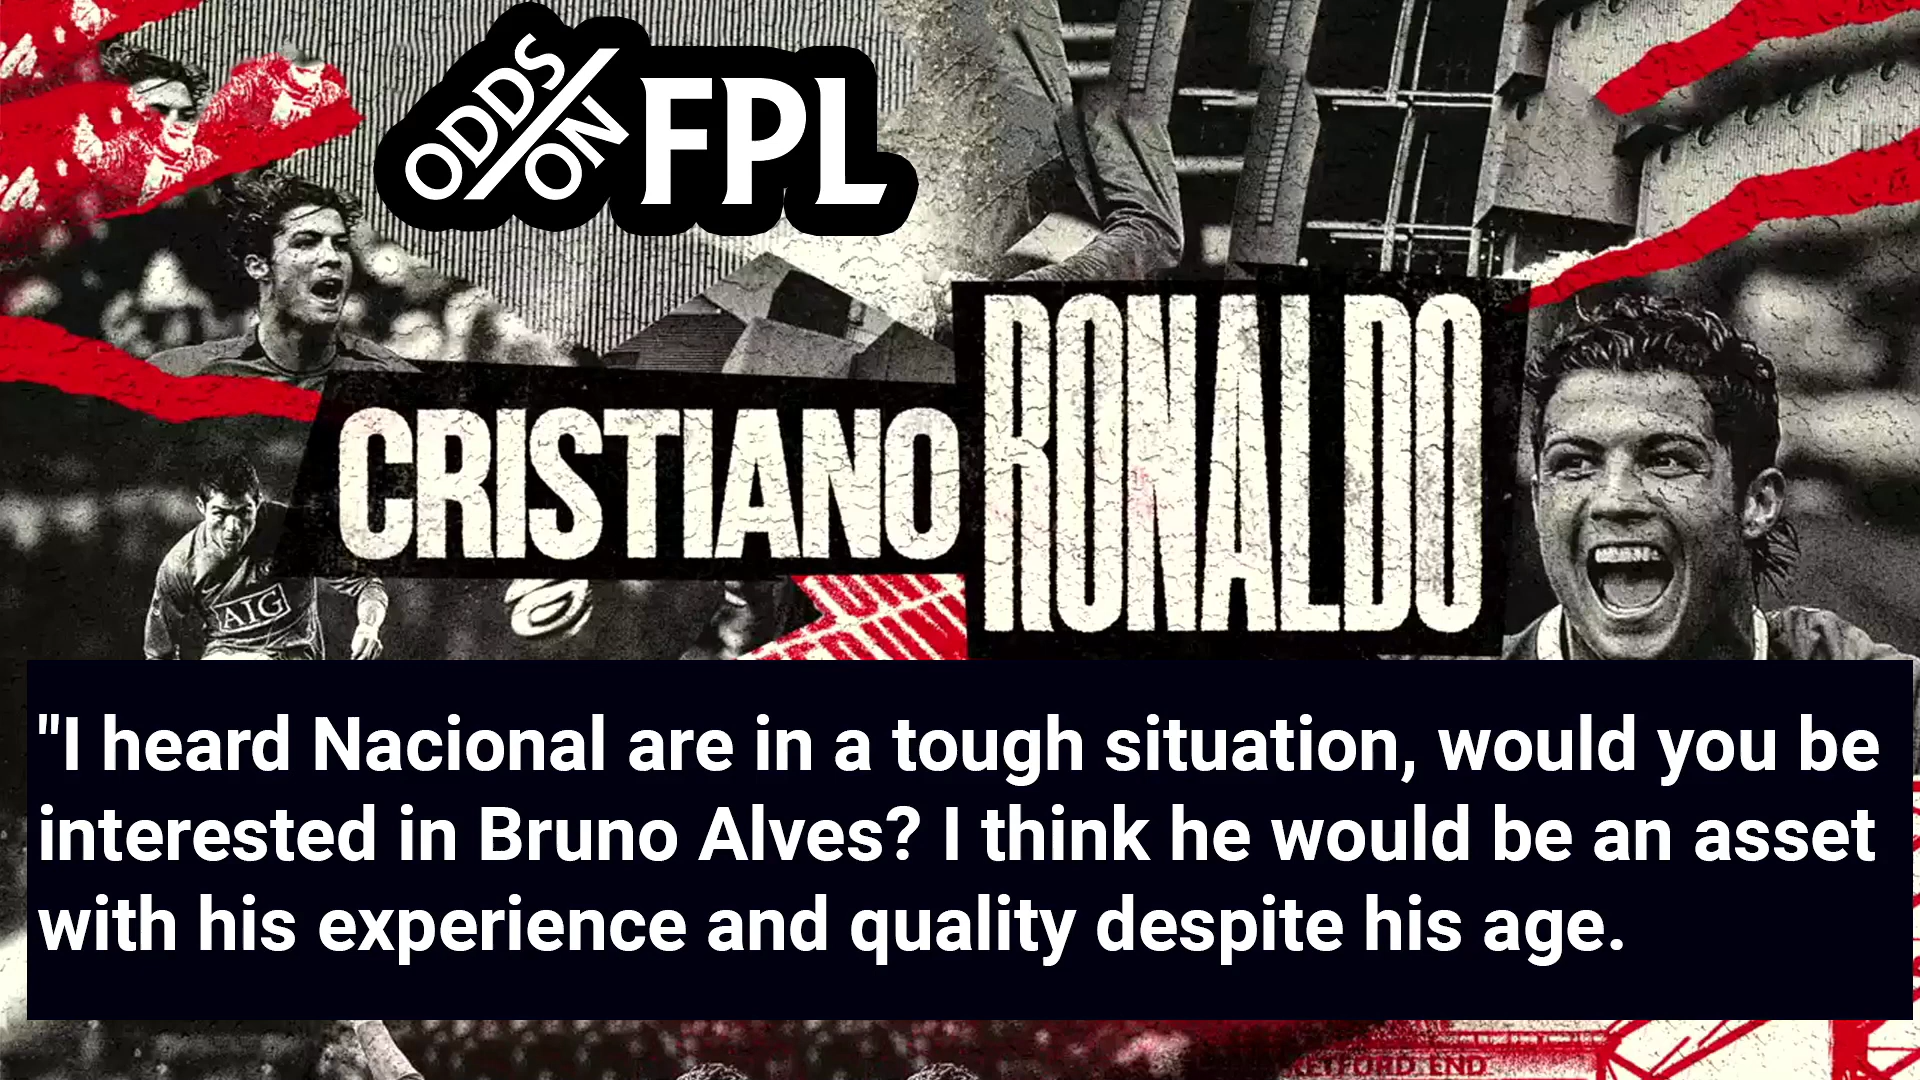 ODDS
ON
FPL
CRISTIANO
RONALDO
AIG
"I heard Nacional are in a tough situation, would you be
interested in Bruno Alves? I think he would be an asset
with his experience and quality despite his age.
END